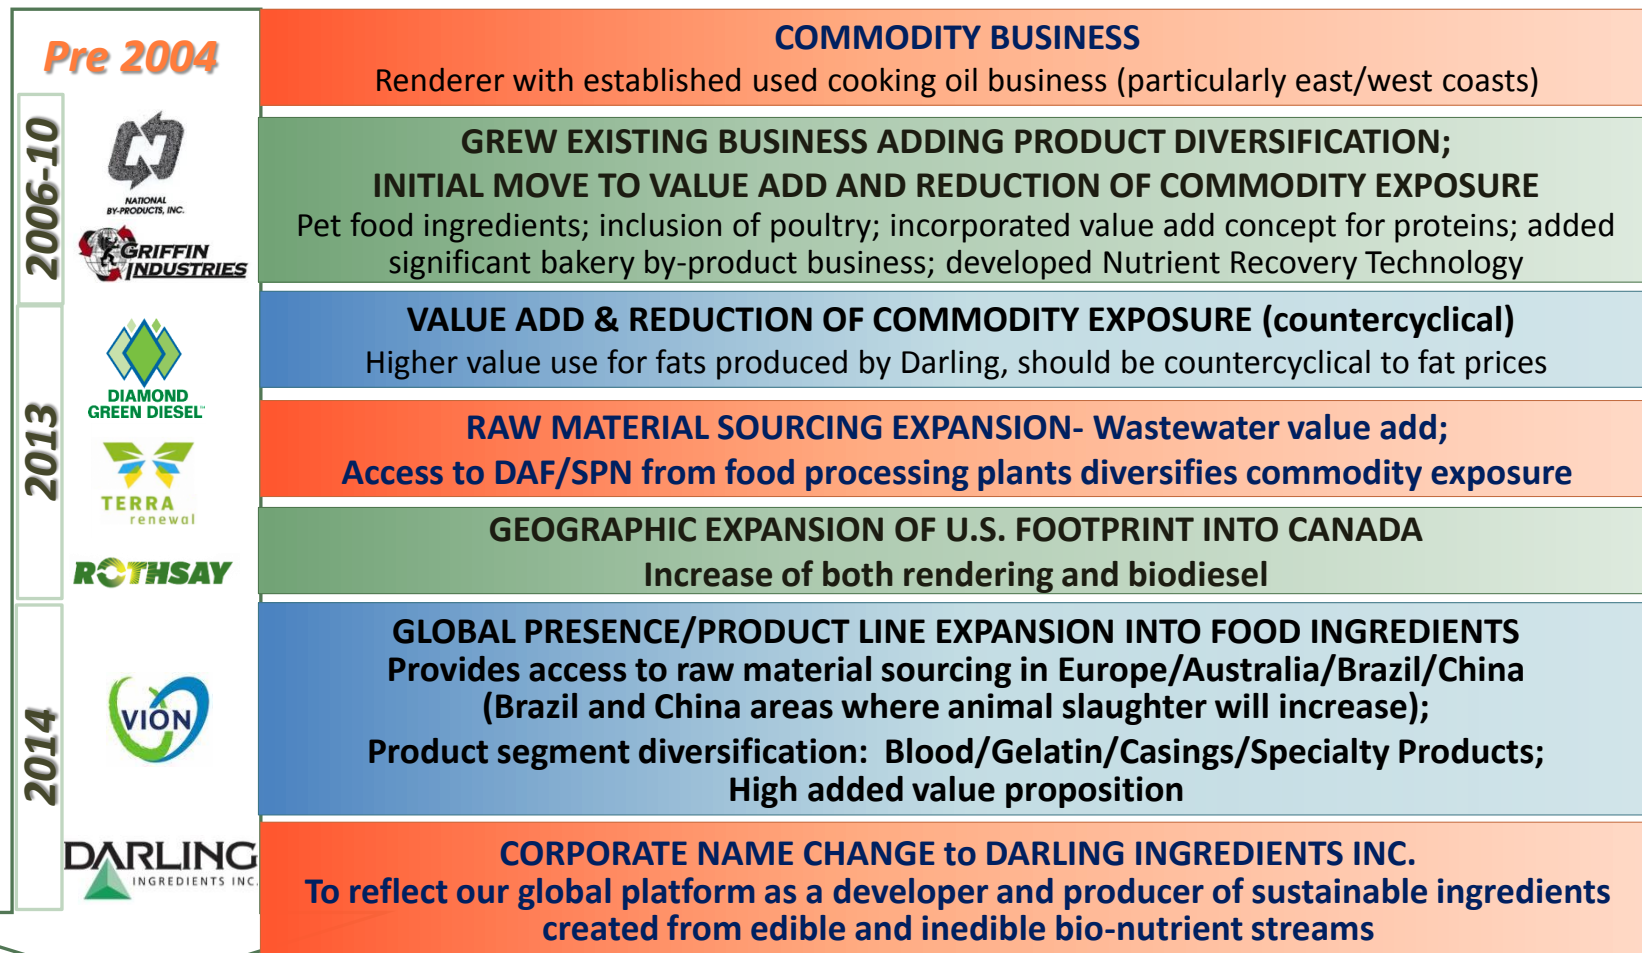 Pre 2004
COMMODITY BUSINESS
Renderer with established used cooking oil business (particularly east/west coasts)
2006-10
NATIONAL
BY-PRODUCTS, INC.
GRIFFIN
INDUSTRIES
GREW EXISTING BUSINESS ADDING PRODUCT DIVERSIFICATION;
INITIAL MOVE TO VALUE ADD AND REDUCTION OF COMMODITY EXPOSURE
Pet food ingredients; inclusion of poultry; incorporated value add concept for proteins; added
significant bakery by-product business; developed Nutrient Recovery Technology
2013
DIAMOND
GREEN DIESEL
VALUE ADD & REDUCTION OF COMMODITY EXPOSURE (countercyclical)
Higher value use for fats produced by Darling, should be countercyclical to fat prices
TERRA
renewal
RAW MATERIAL SOURCING EXPANSION- Wastewater value add;
Access to DAF/SPN from food processing plants diversifies commodity exposure
ROTHSAY
GEOGRAPHIC EXPANSION OF U.S. FOOTPRINT INTO CANADA
Increase of both rendering and biodiesel
2014
VION
GLOBAL PRESENCE/PRODUCT LINE EXPANSION INTO FOOD INGREDIENTS
Provides access to raw material sourcing in Europe/Australia/Brazil/China
(Brazil and China areas where animal slaughter will increase);
Product segment diversification: Blood/Gelatin/Casings/Specialty Products;
High added value proposition
DARLING
INGREDIENTS INC.
CORPORATE NAME CHANGE to DARLING INGREDIENTS INC.
To reflect our global platform as a developer and producer of sustainable ingredients
created from edible and inedible bio-nutrient streams